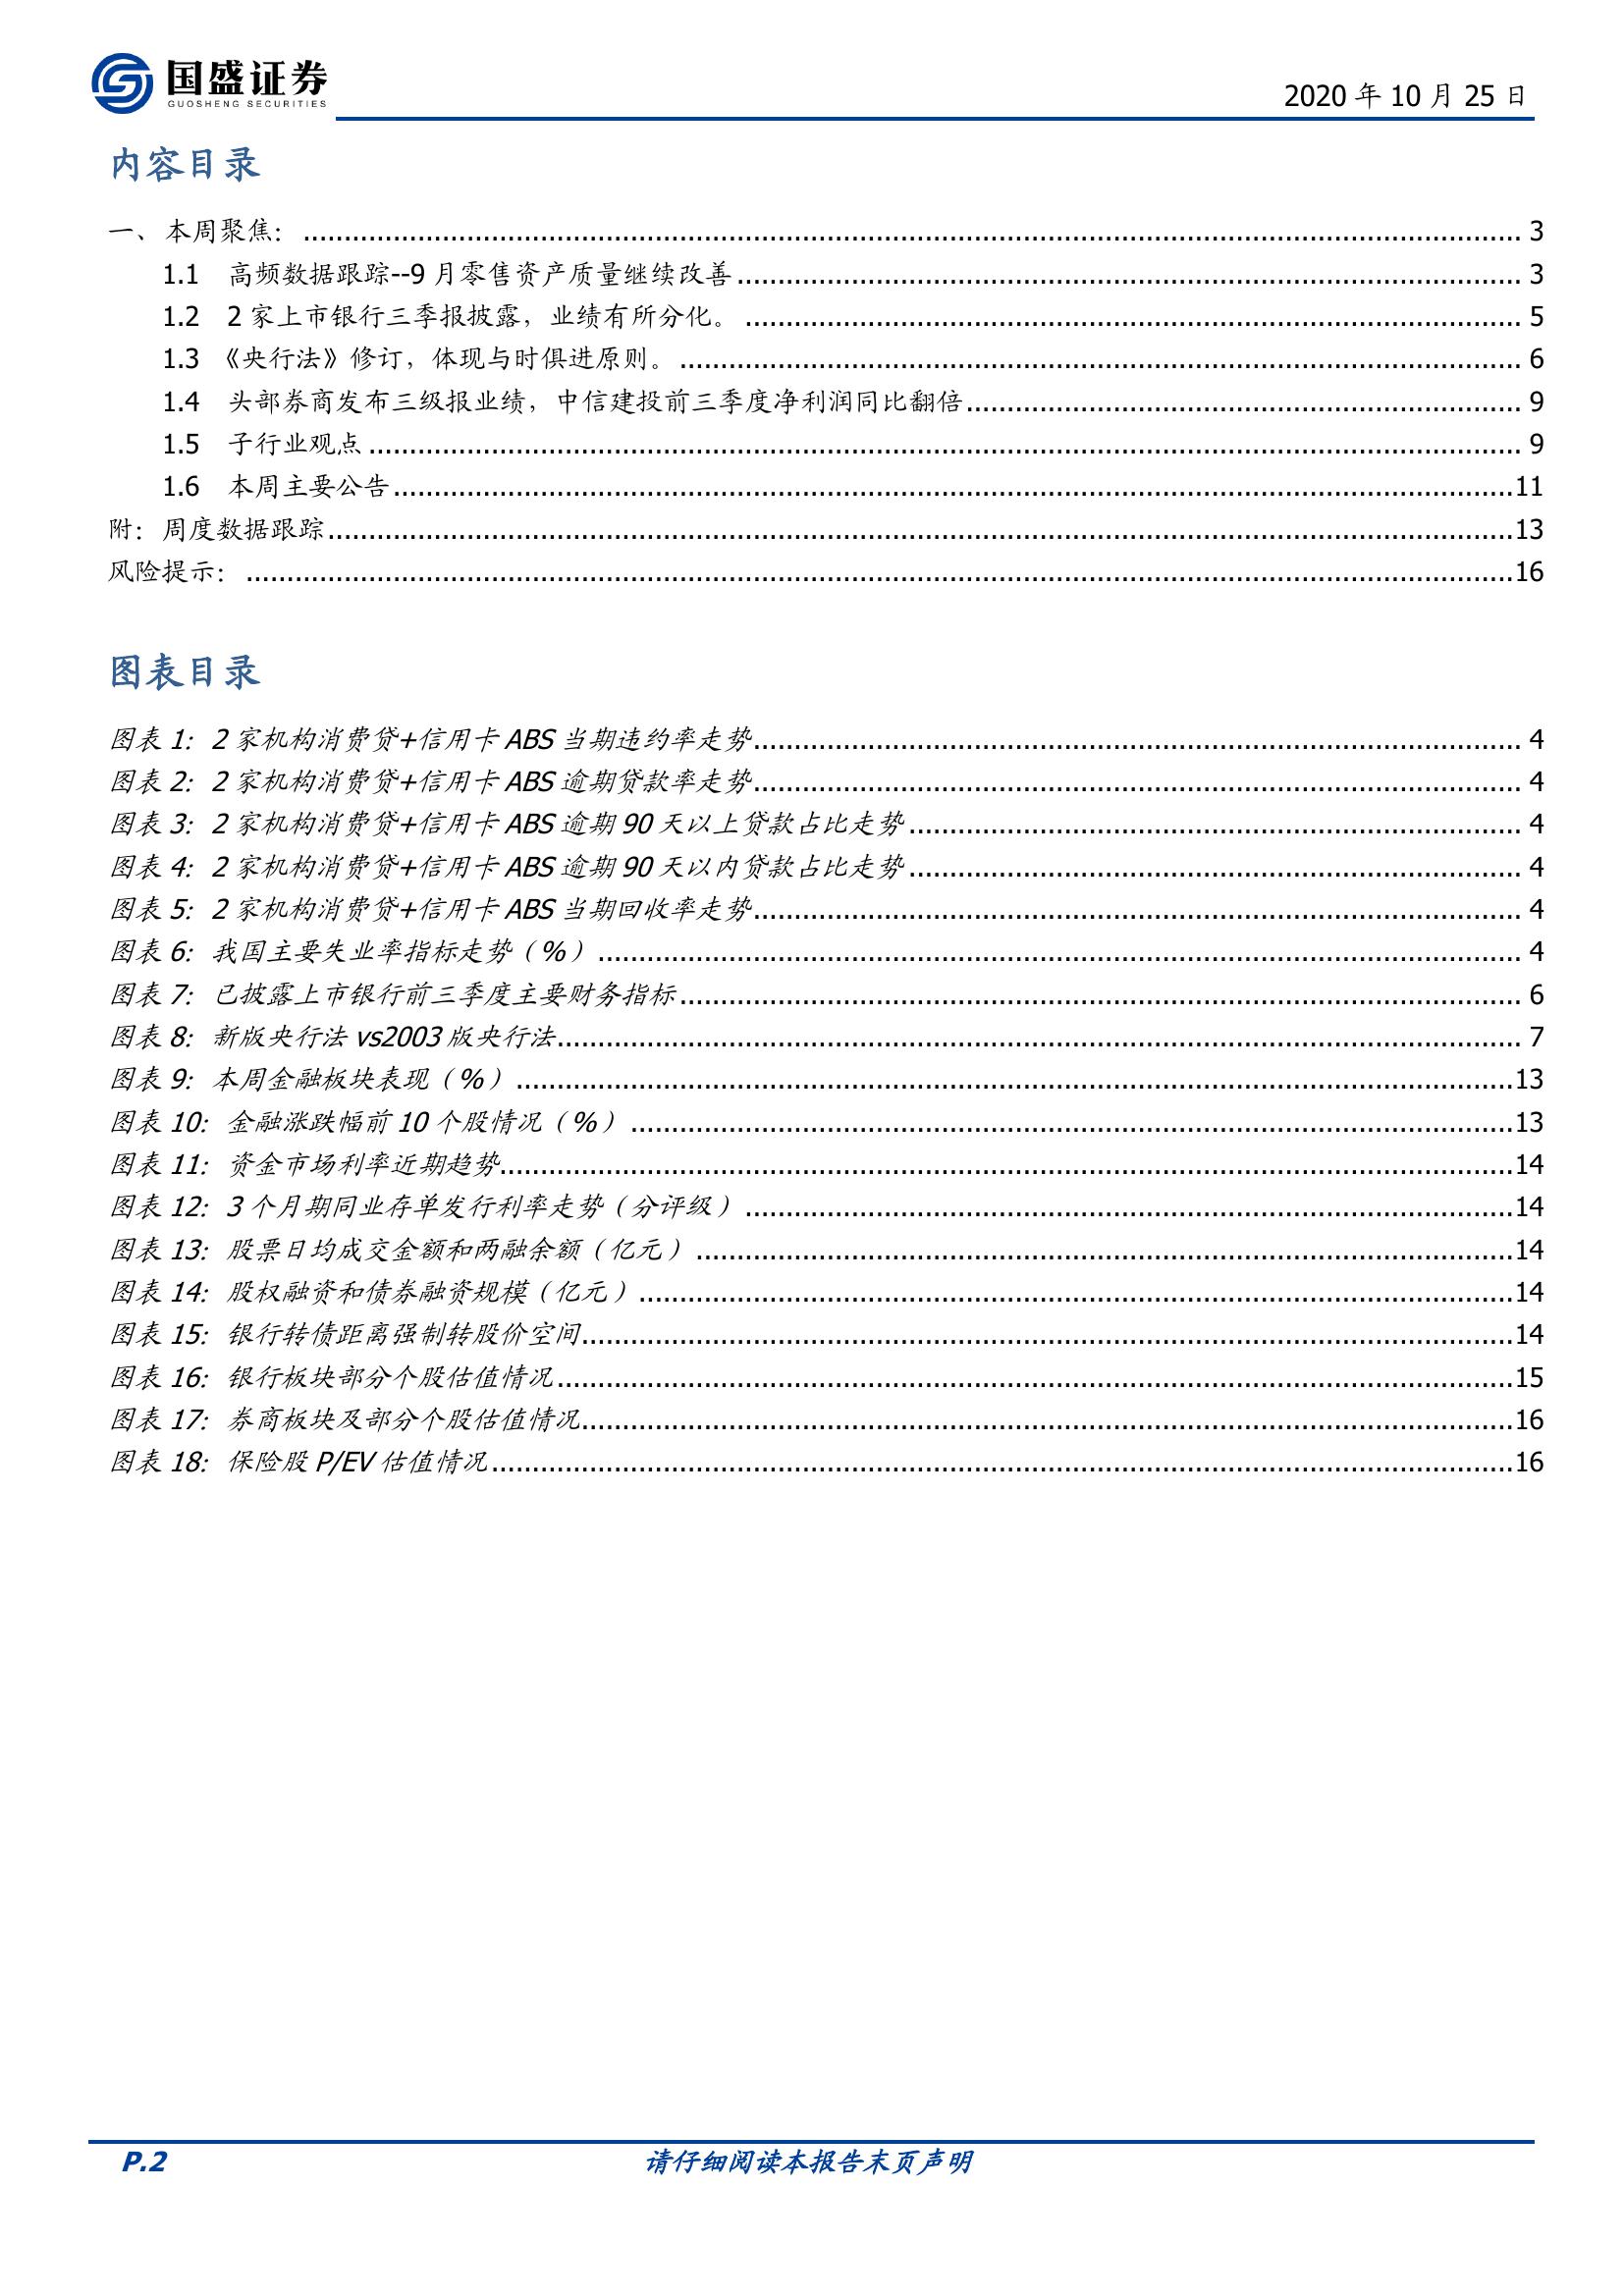 国盛证券
GUOSHENG SECURITIES
2020 年 10 月 25 日
内容目录
一、本周聚焦： 3
1.1 高频数据跟踪--9 月零售资产质量继续改善 3
1.2 2 家上市银行三季报披露，业绩有所分化。 5
1.3 《央行法》修订，体现与时俱进原则。 6
1.4 头部券商发布三级报业绩，中信建投前三季度净利润同比翻倍 9
1.5 子行业观点 9
1.6 本周主要公告 11
附：周度数据跟踪 13
风险提示： 16
图表目录
图表 1：2 家机构消费贷+信用卡 ABS 当期违约率走势 4
图表 2：2 家机构消费贷+信用卡 ABS 逾期贷款率走势 4
图表 3：2 家机构消费贷+信用卡 ABS 逾期 90 天以上贷款占比走势 4
图表 4：2 家机构消费贷+信用卡 ABS 逾期 90 天以内贷款占比走势 4
图表 5：2 家机构消费贷+信用卡 ABS 当期回收率走势 4
图表 6：我国主要失业率指标走势（%） 4
图表 7：已披露上市银行前三季度主要财务指标 6
图表 8：新版央行法 vs2003 版央行法 7
图表 9：本周金融板块表现（%） 13
图表 10：金融涨跌幅前 10 个股情况（%） 13
图表 11：资金市场利率近期趋势 14
图表 12：3 个月期同业存单发行利率走势（分评级） 14
图表 13：股票日均成交金额和两融余额（亿元） 14
图表 14：股权融资和债券融资规模（亿元） 14
图表 15：银行转债距离强制转股价空间 14
图表 16：银行板块部分个股估值情况 15
图表 17：券商板块及部分个股估值情况 16
图表 18：保险股 P/EV 估值情况 16
P.2
请仔细阅读本报告末页声明